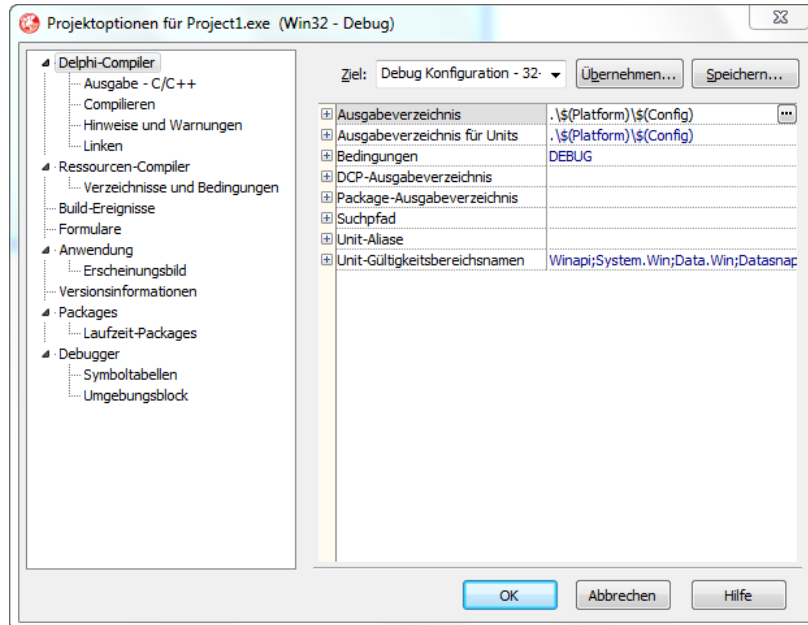 Projektoptionen für Project1.exe (Win32 - Debug)
Delphi-Compiler
Ausgabe - C/C++
Compilieren
Hinweise und Warnungen
Linken
Ressourcen-Compiler
Verzeichnisse und Bedingungen
Build-Ereignisse
Formulare
Anwendung
Erscheinungsbild
Versionsinformationen
Packages
Laufzeit-Packages
Debugger
Symboltabellen
Umgebungsblock
Ziel: Debug Konfiguration - 32- Übernehmen... Speichern...
Ausgabeverzeichnis .\$(Platform)\$(Config) ...
Ausgabeverzeichnis für Units .\$(Platform)\$(Config)
Bedingungen DEBUG
DCP-Ausgabeverzeichnis
Package-Ausgabeverzeichnis
Suchpfad
Unit-Aliase
Unit-Gültigkeitsbereichsnamen Winapi;System.Win;Data.Win;Datasnap
OK Abbrechen Hilfe